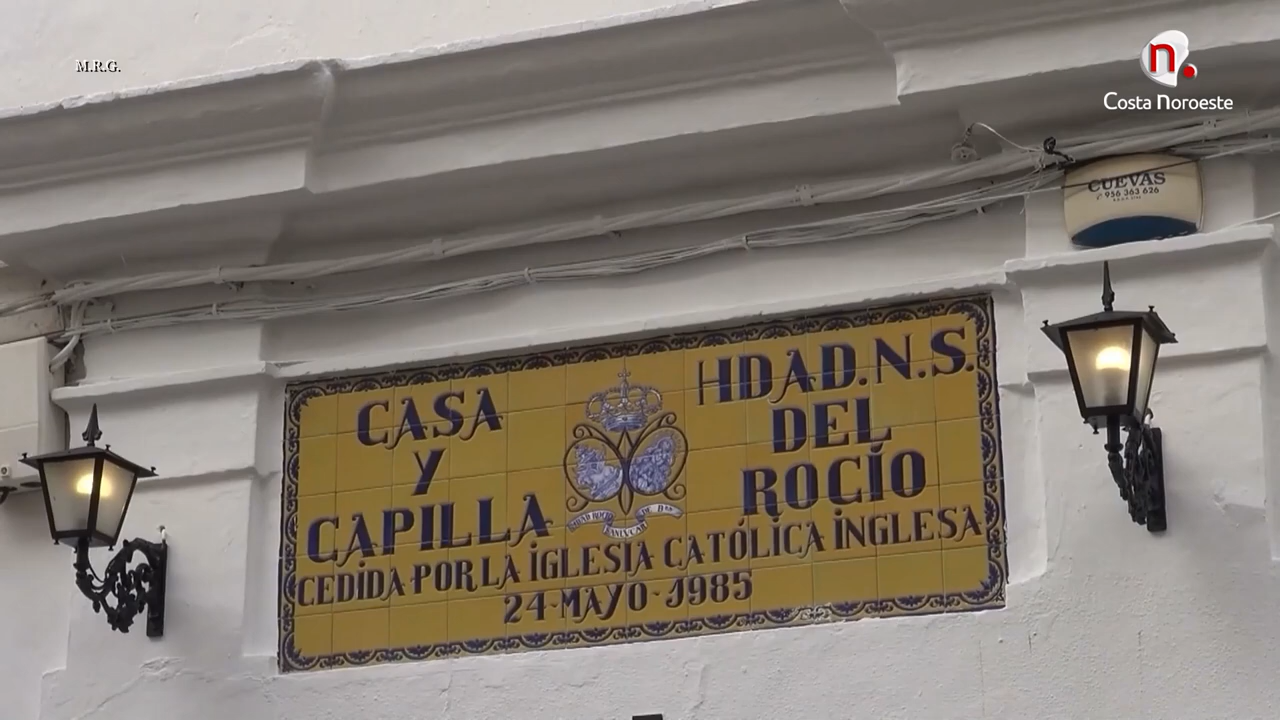 M.R.G.
n.
Costa Noroeste
CUEVAS
956 363 626
CASA
Y
CAPILLA
HDAD. N. S.
DEL
ROCÍO
CEDIDA POR LA IGLESIA CATÓLICA INGLESA
24-MAYO-1985